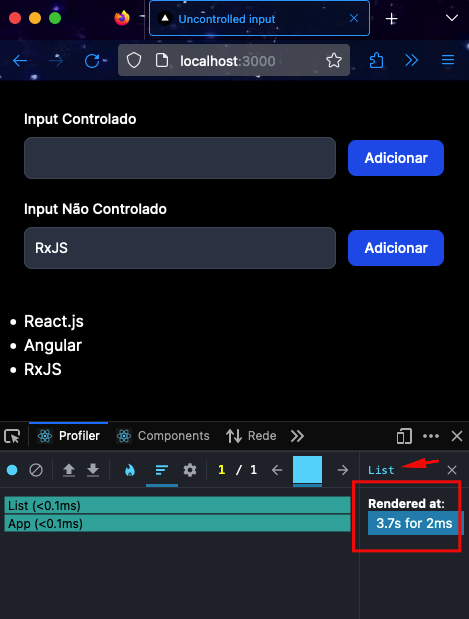 Uncontrolled input
localhost:3000
Input Controlado
Adicionar
Input Não Controlado
RxJS
Adicionar
React.js
Angular
RxJS
Profiler
Components
Rede
1 / 1
List
List (<0.1ms)
App (<0.1ms)
Rendered at:
3.7s for 2ms